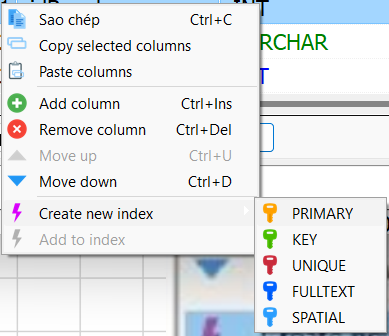 INT
Sao chép Ctrl+C
Copy selected columns
RCHAR
Paste columns
Add column Ctrl+Ins
Remove column Ctrl+Del
Move up Ctrl+U
Move down Ctrl+D
Create new index
PRIMARY
Add to index
KEY
UNIQUE
FULLTEXT
SPATIAL